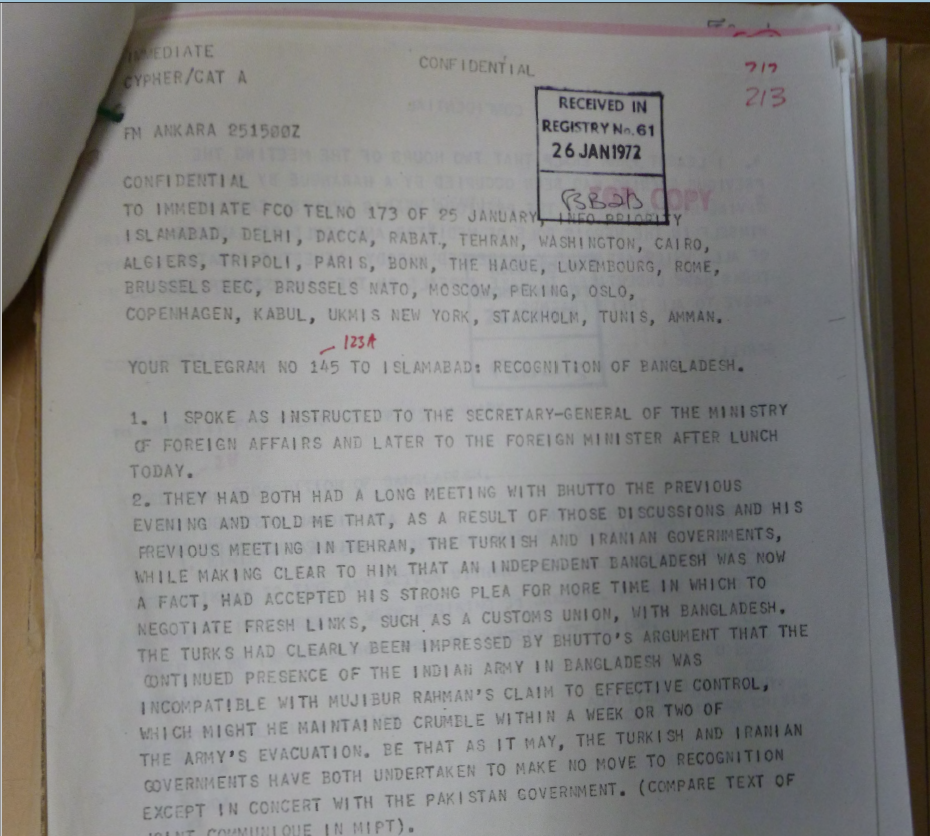 IMMEDIATE
CONFIDENTIAL
CYPHER/CAT A
213
RECEIVED IN
REGISTRY No. 61
26 JAN 1972
FM ANKARA 251500Z
CONFIDENTIAL
TOP COPY
TO IMMEDIATE FCO TELNO 173 OF 25 JANUARY, INFO PRIORITY
ISLAMABAD, DELHI, DACCA, RABAT, TEHRAN, WASHINGTON, CAIRO,
ALGIERS, TRIPOLI, PARIS, BONN, THE HAGUE, LUXEMBOURG, ROME,
BRUSSELS EEC, BRUSSELS NATO, MOSCOW, PEKING, OSLO,
COPENHAGEN, KABUL, UKMIS NEW YORK, STACKHOLM, TUNIS, AMMAN.
123A
YOUR TELEGRAM NO 145 TO ISLAMABAD: RECOGNITION OF BANGLADESH.
1. I SPOKE AS INSTRUCTED TO THE SECRETARY-GENERAL OF THE MINISTRY
OF FOREIGN AFFAIRS AND LATER TO THE FOREIGN MINISTER AFTER LUNCH
TODAY.
2. THEY HAD BOTH HAD A LONG MEETING WITH BHUTTO THE PREVIOUS
EVENING AND TOLD ME THAT, AS A RESULT OF THOSE DISCUSSIONS AND HIS
PREVIOUS MEETING IN TEHRAN, THE TURKISH AND IRANIAN GOVERNMENTS,
WHILE MAKING CLEAR TO HIM THAT AN INDEPENDENT BANGLADESH WAS NOW
A FACT, HAD ACCEPTED HIS STRONG PLEA FOR MORE TIME IN WHICH TO
NEGOTIATE FRESH LINKS, SUCH AS A CUSTOMS UNION, WITH BANGLADESH.
THE TURKS HAD CLEARLY BEEN IMPRESSED BY BHUTTO'S ARGUMENT THAT THE
CONTINUED PRESENCE OF THE INDIAN ARMY IN BANGLADESH WAS
INCOMPATIBLE WITH MUJIBUR RAHMAN'S CLAIM TO EFFECTIVE CONTROL,
WHICH MIGHT HE MAINTAINED CRUMBLE WITHIN A WEEK OR TWO OF
THE ARMY'S EVACUATION. BE THAT AS IT MAY, THE TURKISH AND IRANIAN
GOVERNMENTS HAVE BOTH UNDERTAKEN TO MAKE NO MOVE TO RECOGNITION
EXCEPT IN CONCERT WITH THE PAKISTAN GOVERNMENT. (COMPARE TEXT OF
JOINT COMMUNIQUE IN MIPT).